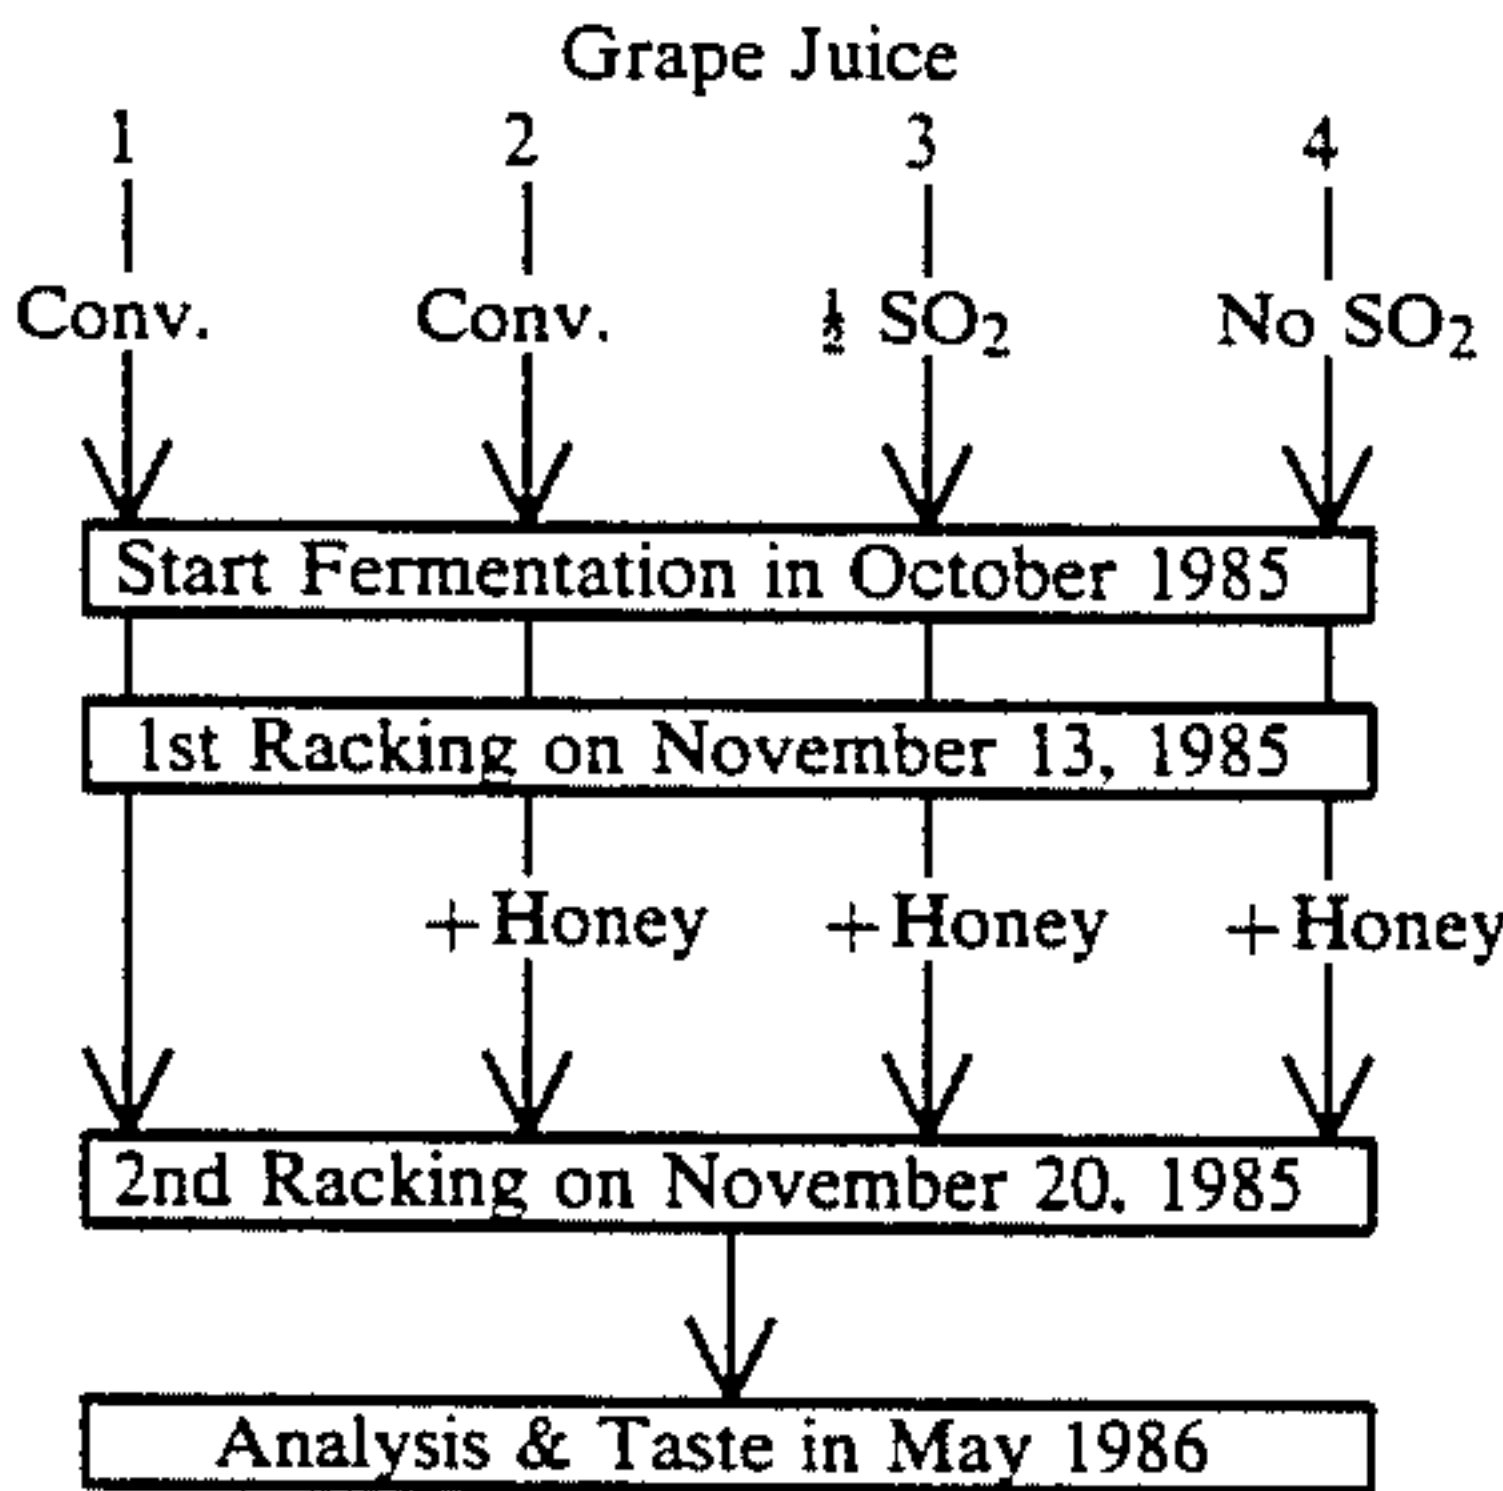 Grape Juice
1 2 3 4
Conv. Conv. ½ SO₂ No SO₂
Start Fermentation in October 1985
1st Racking on November 13, 1985
+Honey +Honey +Honey
2nd Racking on November 20, 1985
Analysis & Taste in May 1986